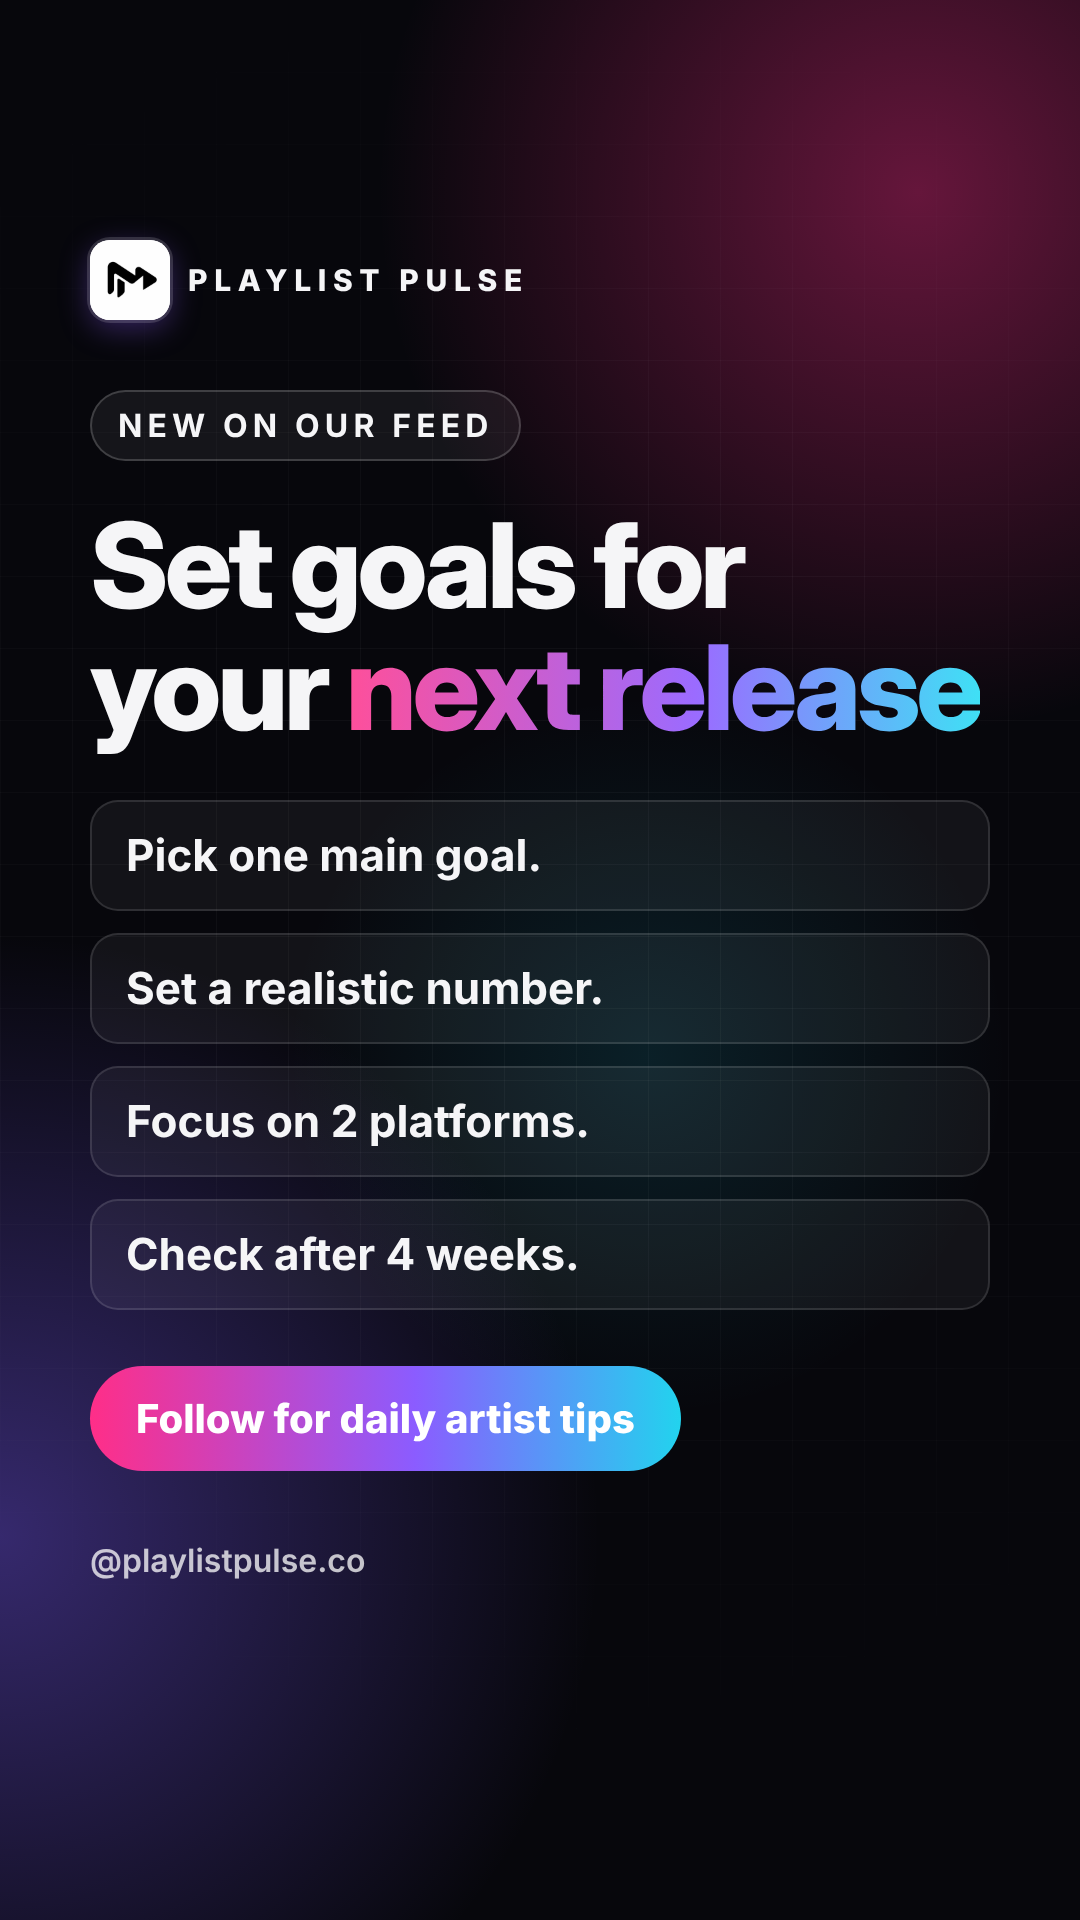 PLAYLIST PULSE
NEW ON OUR FEED
Set goals for
your next release
Pick one main goal.
Set a realistic number.
Focus on 2 platforms.
Check after 4 weeks.
Follow for daily artist tips
@playlistpulse.co